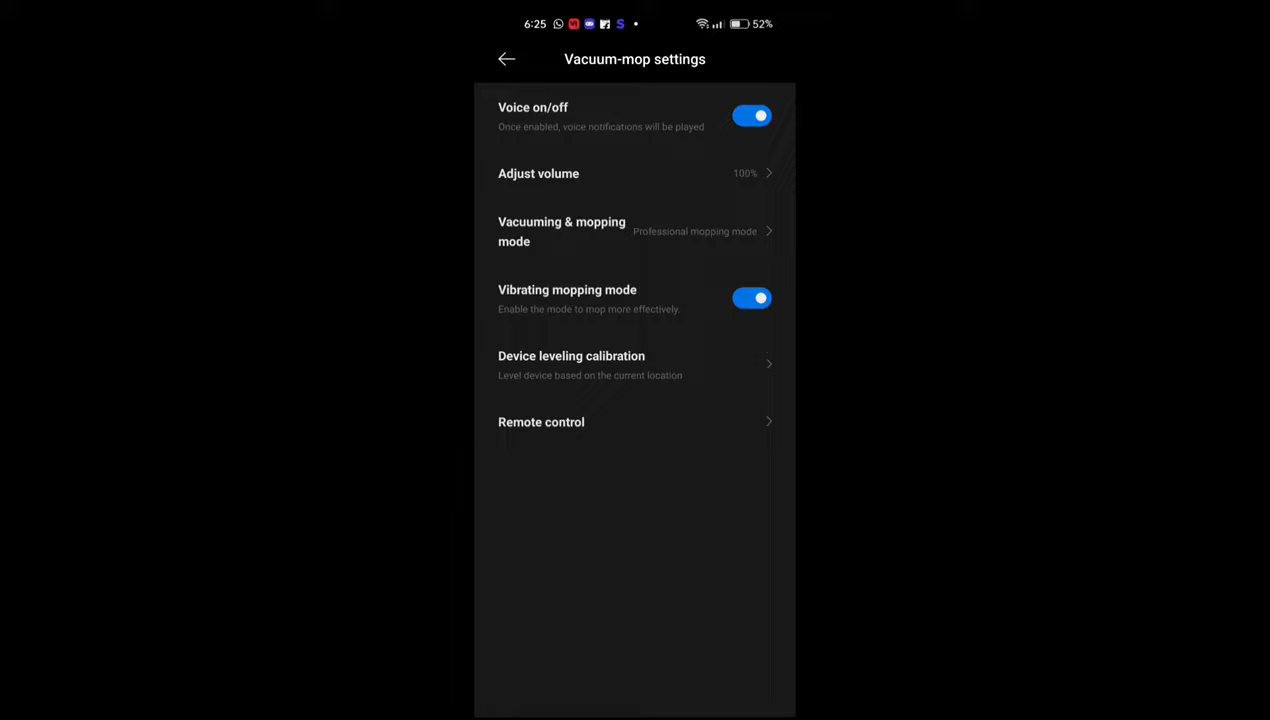 6:25
52%
Vacuum-mop settings
Voice on/off
Once enabled, voice notifications will be played
Adjust volume 100%
Vacuuming & mopping
mode
Professional mopping mode
Vibrating mopping mode
Enable the mode to mop more effectively.
Device leveling calibration
Level device based on the current location
Remote control